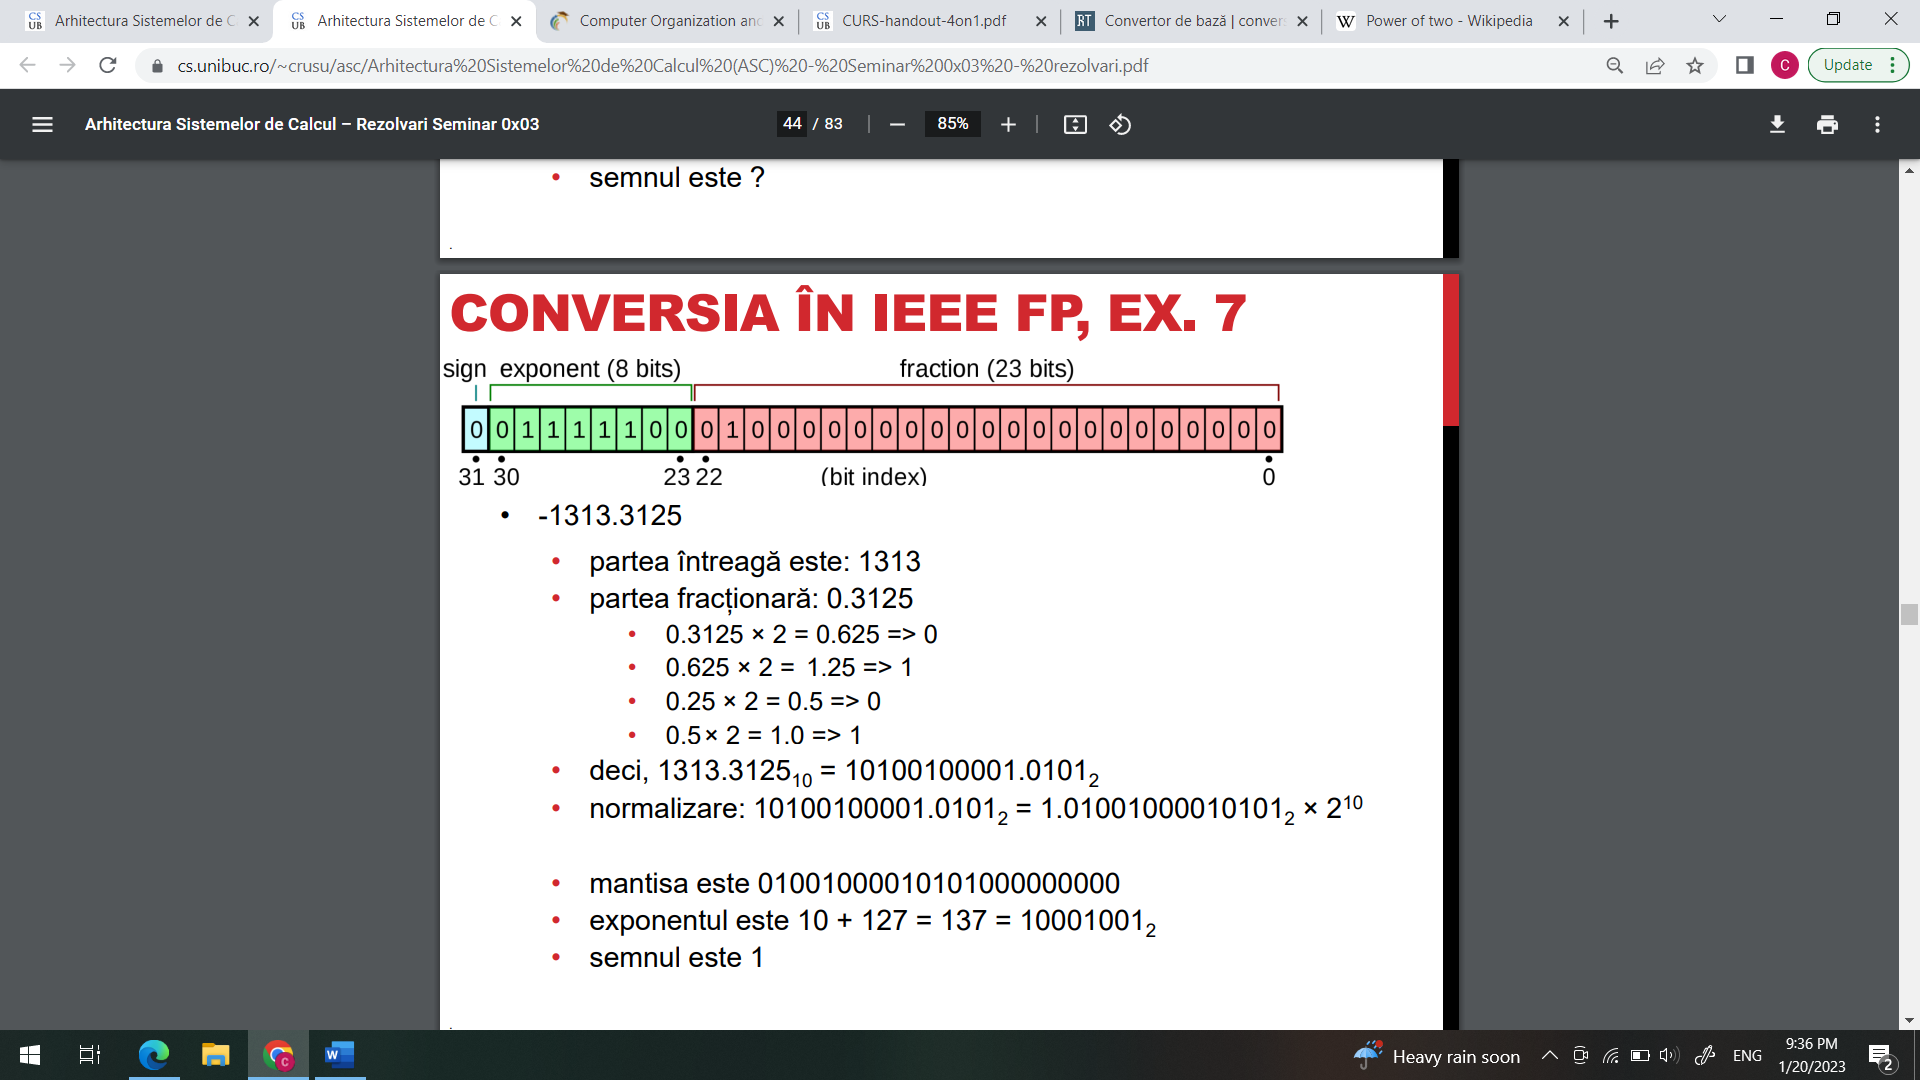 Arhitectura Sistemelor de C
Arhitectura Sistemelor de C
Computer Organization and
CURS-handout-4on1.pdf
Convertor de bază | conver
Power of two - Wikipedia
cs.unibuc.ro/~crusu/asc/Arhitectura%20Sistemelor%20de%20Calcul%20(ASC)%20-%20Seminar%200x03%20-%20rezolvari.pdf
C
Update
Arhitectura Sistemelor de Calcul – Rezolvari Seminar 0x03
44 / 83
85%
• semnul este ?
CONVERSIA ÎN IEEE FP, EX. 7
sign exponent (8 bits) fraction (23 bits)
0 0 1 1 1 1 1 0 0 0 1 0 0 0 0 0 0 0 0 0 0 0 0 0 0 0 0 0 0 0 0 0
31 30 23 22 (bit index) 0
• -1313.3125
• partea întreagă este: 1313
• partea fracționară: 0.3125
• 0.3125 × 2 = 0.625 => 0
• 0.625 × 2 = 1.25 => 1
• 0.25 × 2 = 0.5 => 0
• 0.5 × 2 = 1.0 => 1
• deci, 1313.3125₁₀ = 10100100001.0101₂
• normalizare: 10100100001.0101₂ = 1.01001000010101₂ × 2¹⁰
• mantisa este 01001000010101000000000
• exponentul este 10 + 127 = 137 = 10001001₂
• semnul este 1
Heavy rain soon
ENG
9:36 PM
1/20/2023
2